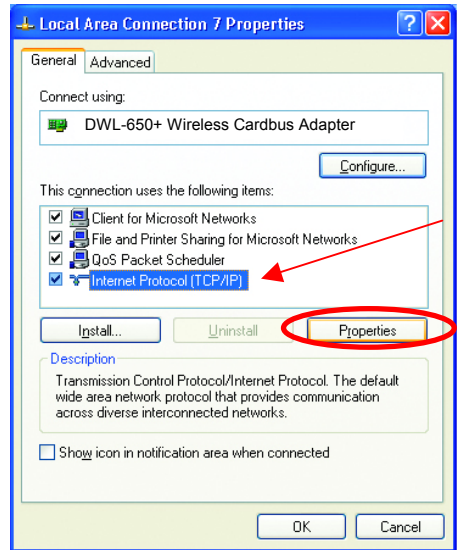 Local Area Connection 7 Properties
General Advanced
Connect using:
DWL-650+ Wireless Cardbus Adapter
Configure...
This connection uses the following items:
Client for Microsoft Networks
File and Printer Sharing for Microsoft Networks
QoS Packet Scheduler
Internet Protocol (TCP/IP)
Install... Uninstall Properties
Description
Transmission Control Protocol/Internet Protocol. The default
wide area network protocol that provides communication
across diverse interconnected networks.
Show icon in notification area when connected
OK Cancel